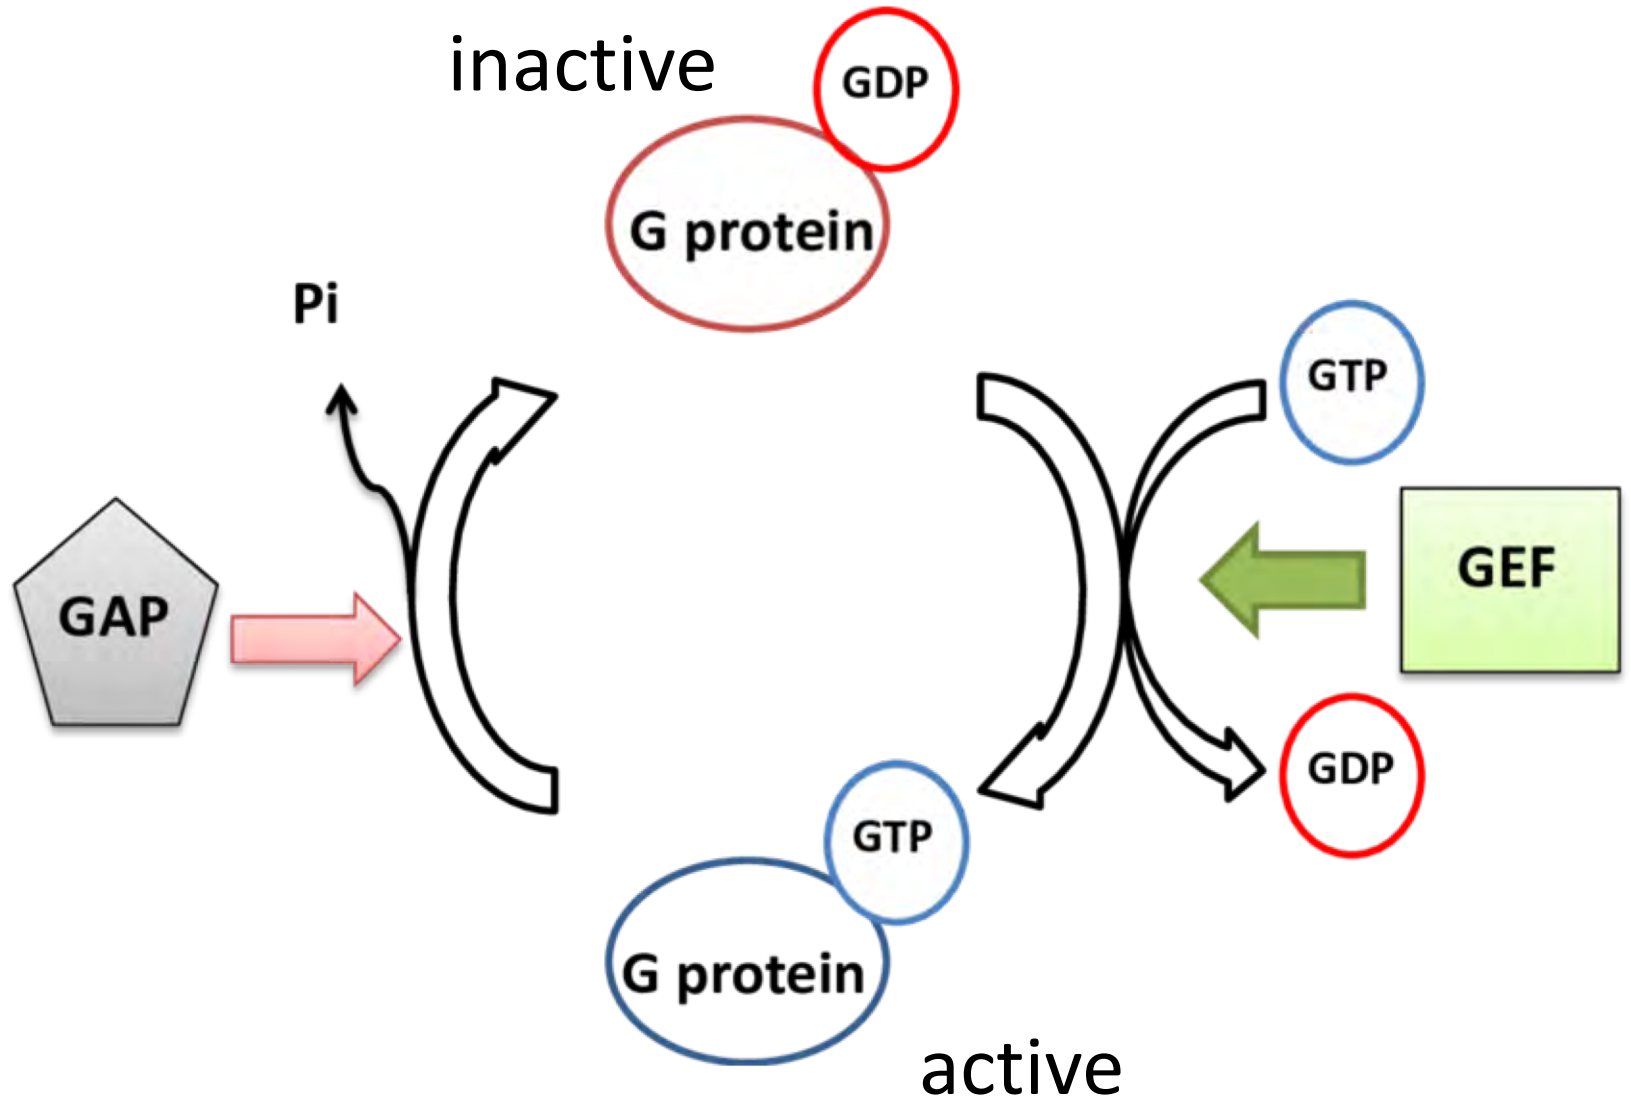 inactive
GDP
G protein
Pi
GTP
GAP
GEF
GDP
GTP
G protein
active